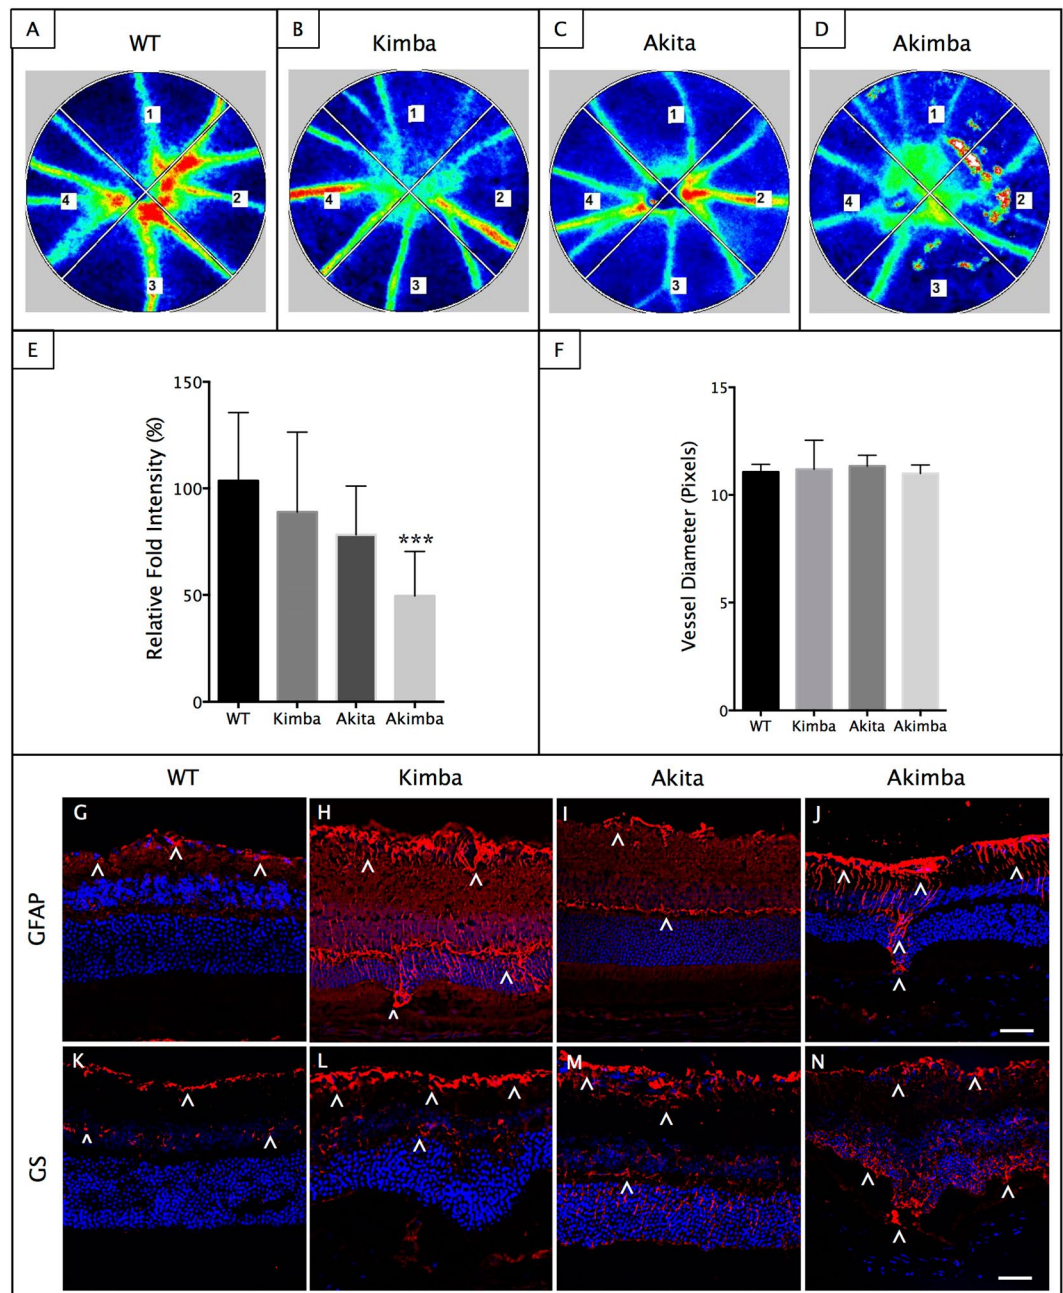 A
WT
B
Kimba
C
Akita
D
Akimba
1
2
3
4
1
2
3
4
1
2
3
4
1
2
3
4
E
150
100
50
0
Relative Fold Intensity (%)
***
WT Kimba Akita Akimba
F
15
10
5
0
Vessel Diameter (Pixels)
WT Kimba Akita Akimba
WT Kimba Akita Akimba
GFAP
G
H
I
J
GS
K
L
M
N